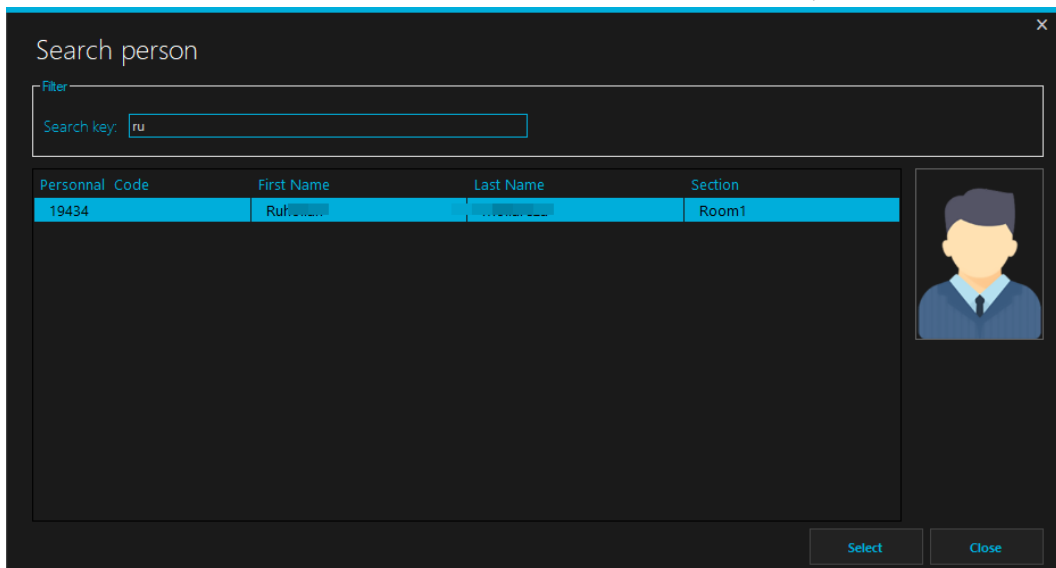 Search person
Filter
Search key: ru
Personnal Code First Name Last Name Section
19434 Room1
Select Close